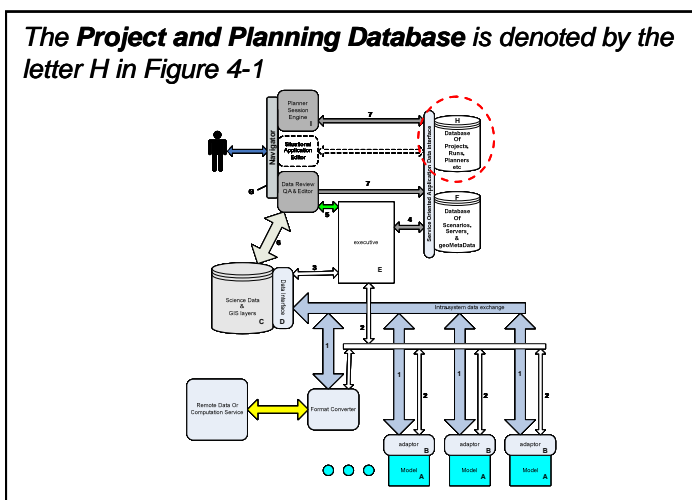 The Project and Planning Database is denoted by the
letter H in Figure 4-1
Planner
Session
Engine
I
7
H
Database
Of
Projects,
Runs,
Planners
etc
Navigator
Situational
Application
Editor
Service Oriented Application Data Interface
G
Data Review
QA & Editor
7
5
4
F
Database
Of
Scenarios,
Servers,
&
geoMetaData
executive
E
6
3
Science Data
&
GIS layers
C
Data Interface
D
Intrasystem data exchange
2
1
1
2
1
2
1
2
Remote Data Or
Computation Service
Format Converter
adaptor
B
adaptor
B
adaptor
B
Model
A
Model
A
Model
A